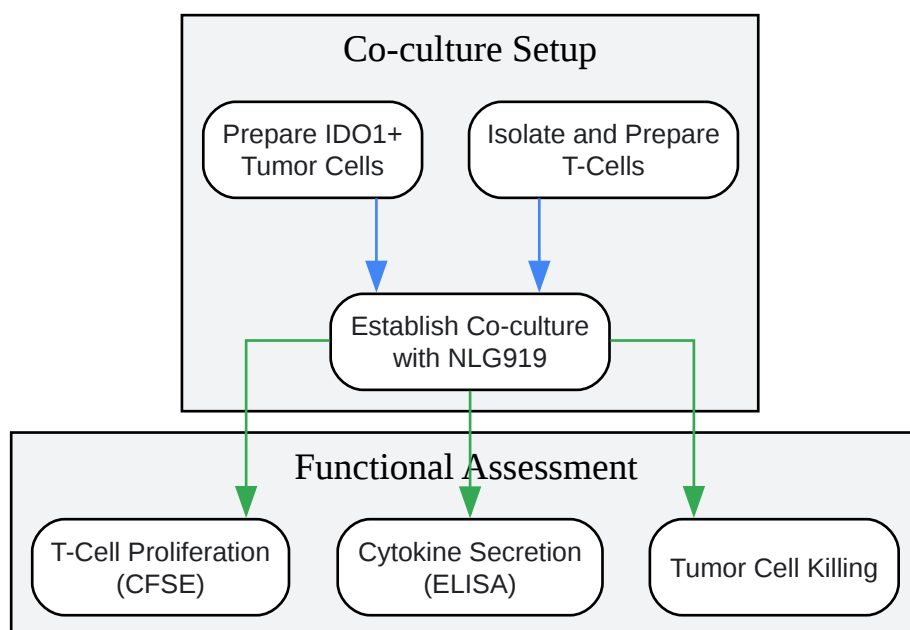 Co-culture Setup
Prepare IDO1+
Tumor Cells
Isolate and Prepare
T-Cells
Establish Co-culture
with NLG919
Functional Assessment
T-Cell Proliferation
(CFSE)
Cytokine Secretion
(ELISA)
Tumor Cell Killing